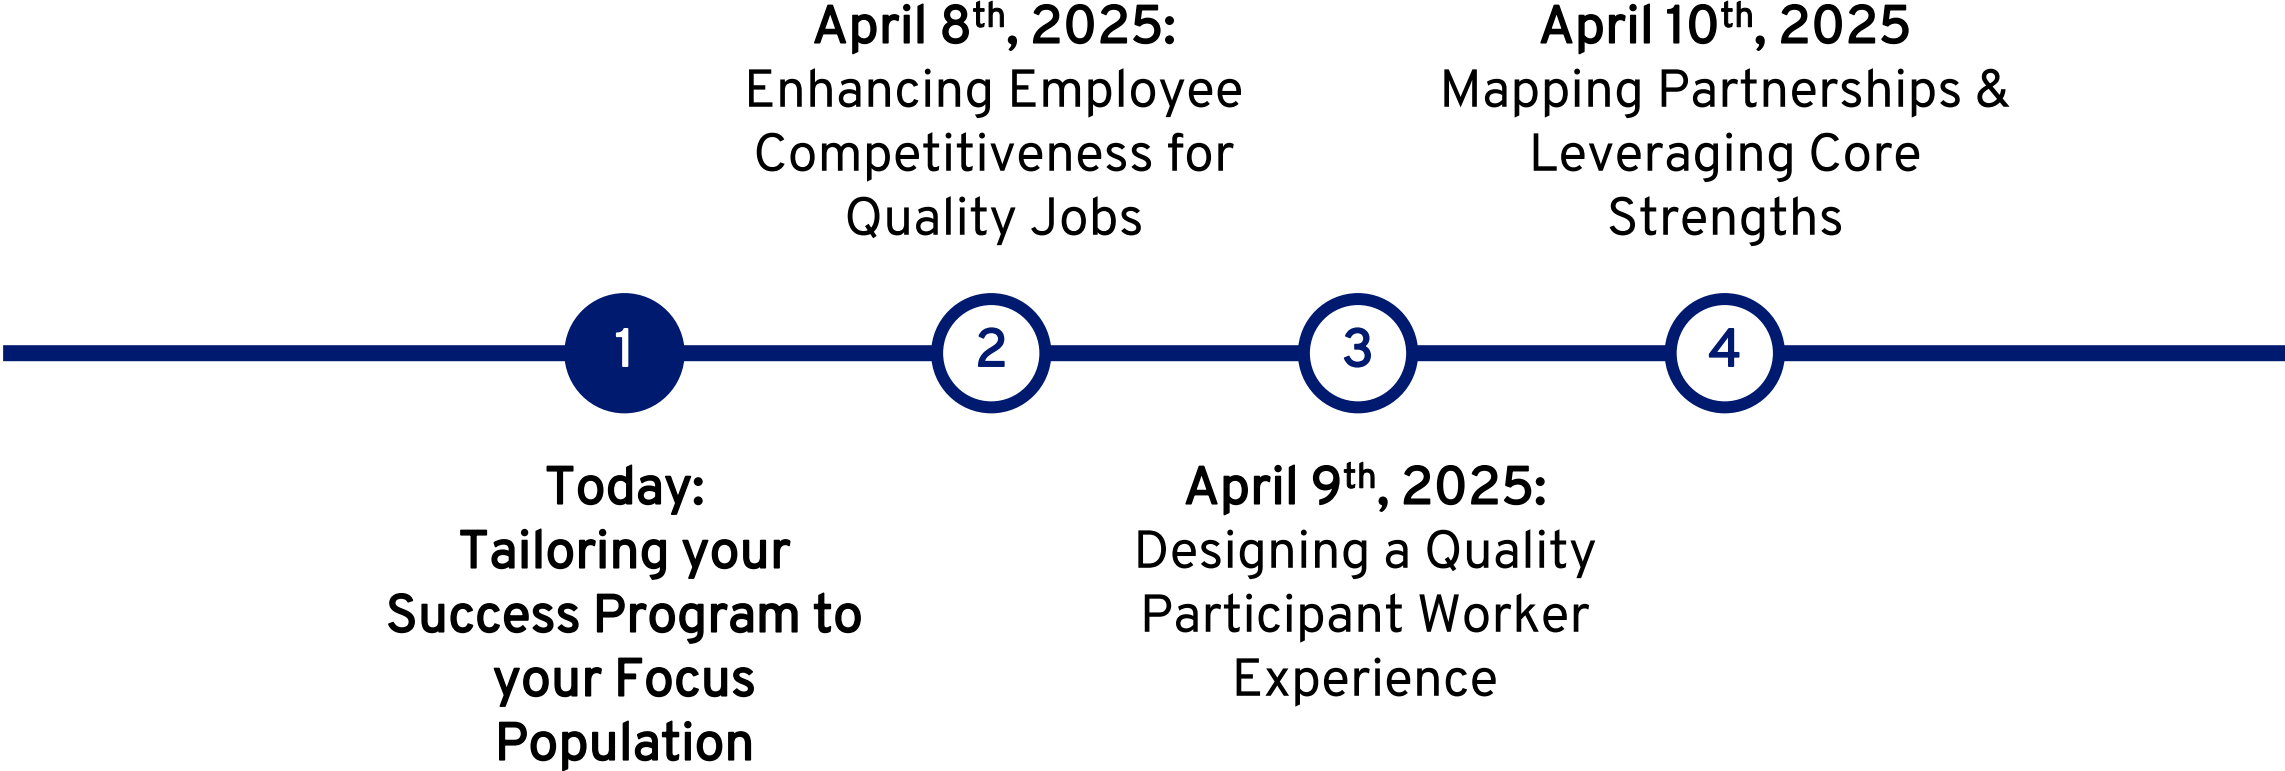 April 8th, 2025:
Enhancing Employee
Competitiveness for
Quality Jobs
April 10th, 2025
Mapping Partnerships &
Leveraging Core
Strengths
1
2
3
4
Today:
Tailoring your
Success Program to
your Focus
Population
April 9th, 2025:
Designing a Quality
Participant Worker
Experience